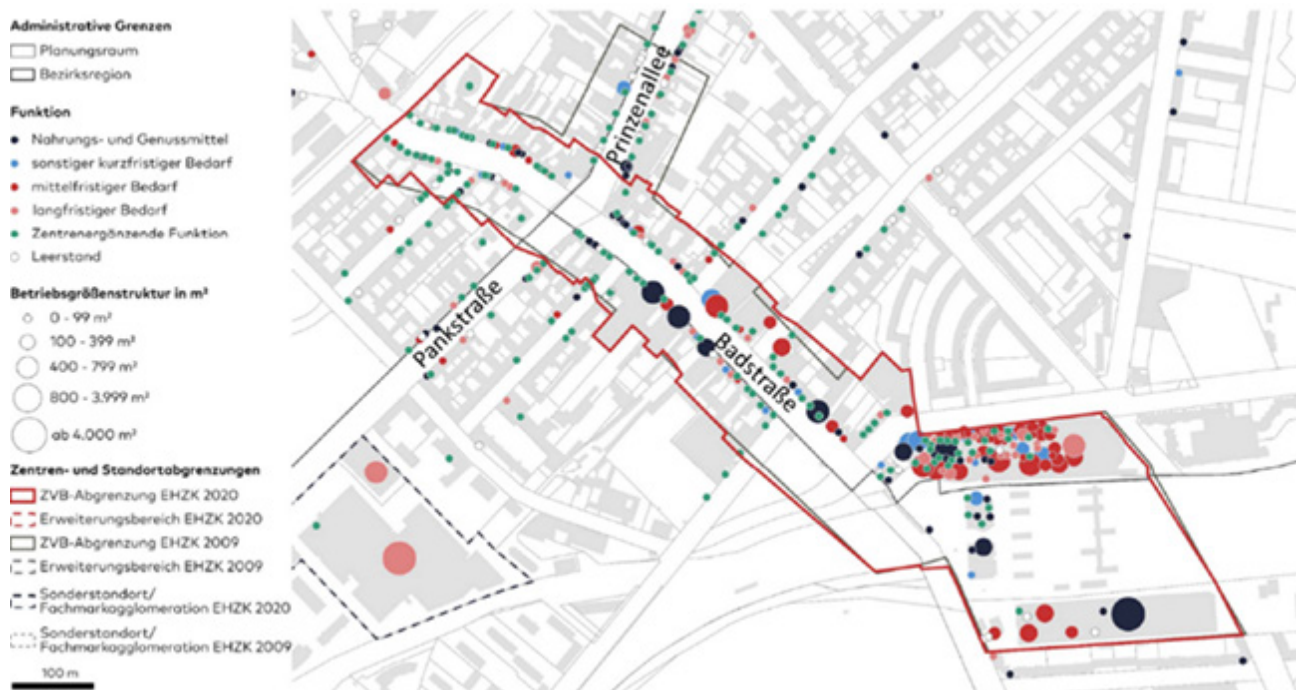 Administrative Grenzen
Planungsraum
Bezirksregion
Funktion
Nahrungs- und Genussmittel
sonstiger kurzfristiger Bedarf
mittelfristiger Bedarf
langfristiger Bedarf
Zentrenergänzende Funktion
Leerstand
Betriebsgrößenstruktur in m²
0 - 99 m²
100 - 399 m²
400 - 799 m²
800 - 3.999 m²
ab 4.000 m²
Zentren- und Standortabgrenzungen
ZVB-Abgrenzung EHZK 2020
Erweiterungsbereich EHZK 2020
ZVB-Abgrenzung EHZK 2009
Erweiterungsbereich EHZK 2009
Sonderstandort/
Fachmarkagglomeration EHZK 2020
Sonderstandort/
Fachmarkagglomeration EHZK 2009
100 m
Prinzenallee
Pankstraße
Badstraße